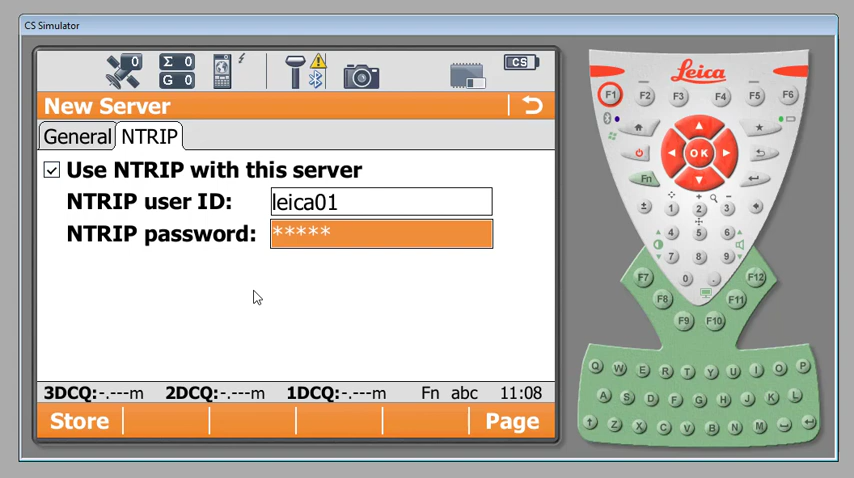 CS Simulator
0
Σ 0
G 0
CS
New Server
General NTRIP
Use NTRIP with this server
NTRIP user ID: leica01
NTRIP password: *****
3DCQ:-.---m 2DCQ:-.---m 1DCQ:-.---m Fn abc 11:08
Store Page
Leica
F1 F2 F3 F4 F5 F6
OK
Fn
1 2 3
4 5 6
7 8 9
0 .
F7 F12
F8 F11
F9 F10
Q W E R T Y U I O P
A S D F G H J K L
Z X C V B N M